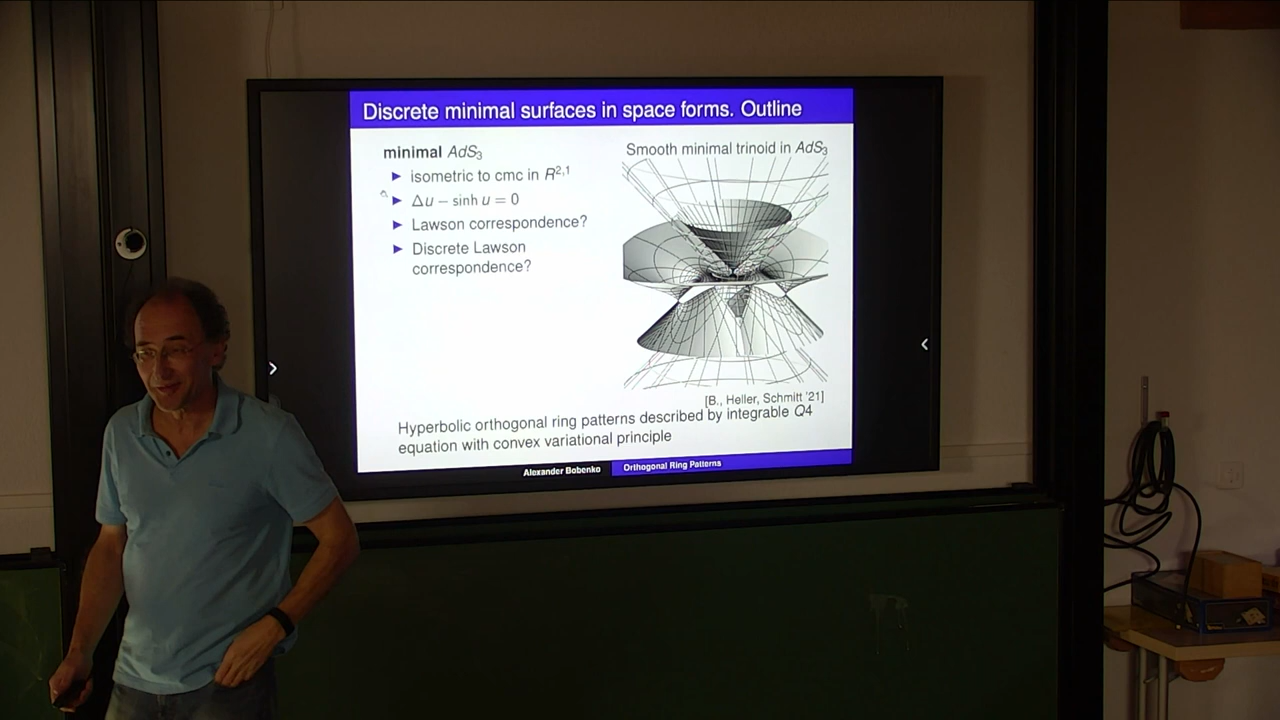 Discrete minimal surfaces in space forms. Outline
minimal AdS₃
► isometric to cmc in R²,¹
► Δu − sinh u = 0
► Lawson correspondence?
► Discrete Lawson
correspondence?
Smooth minimal trinoid in AdS₃
[B., Heller, Schmitt '21]
Hyperbolic orthogonal ring patterns described by integrable Q4
equation with convex variational principle
Alexander Bobenko
Orthogonal Ring Patterns